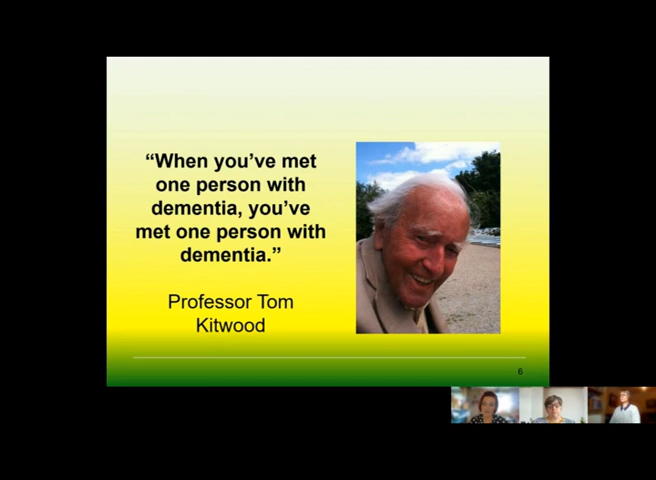 “When you’ve met
one person with
dementia, you’ve
met one person with
dementia.”
Professor Tom
Kitwood
6